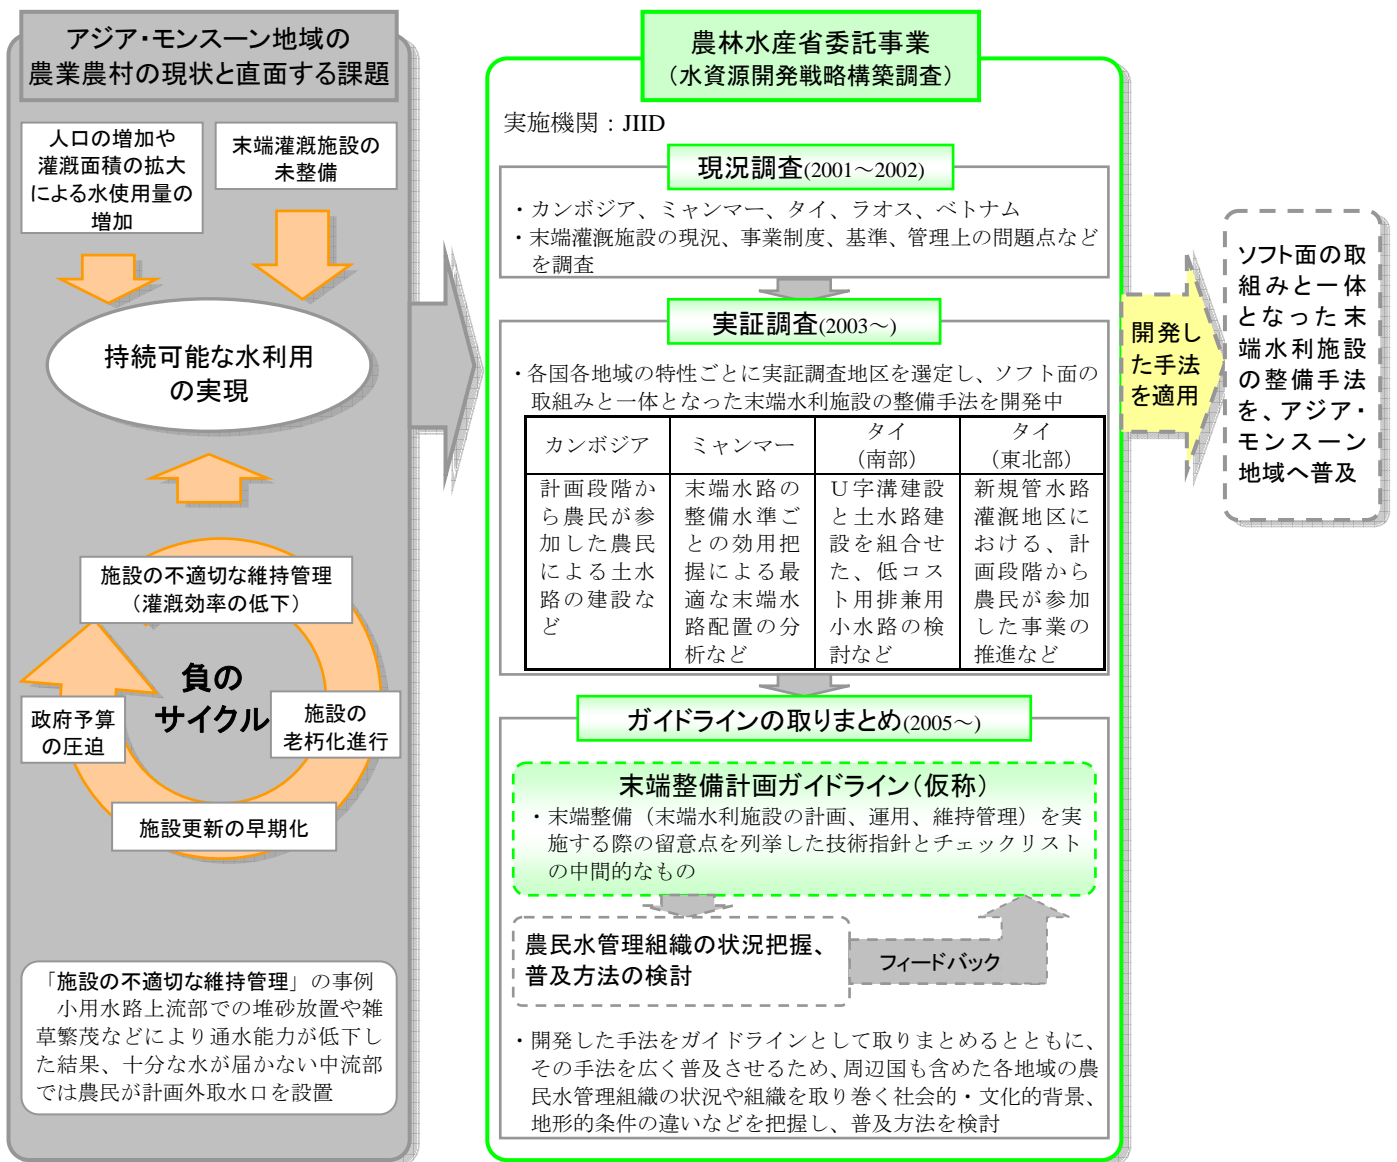 アジア・モンスーン地域の
農業農村の現状と直面する課題
人口の増加や
灌漑面積の拡大
による水使用量の
増加
末端灌漑施設の
未整備
持続可能な水利用
の実現
施設の不適切な維持管理
（灌漑効率の低下）
負の
サイクル
政府予算
の圧迫
施設の
老朽化進行
施設更新の早期化
「施設の不適切な維持管理」の事例
小用水路上流部での堆砂放置や雑
草繁茂などにより通水能力が低下し
た結果、十分な水が届かない中流部
では農民が計画外取水口を設置
農林水産省委託事業
（水資源開発戦略構築調査）
実施機関：JIID
現況調査(2001～2002)
・カンボジア、ミャンマー、タイ、ラオス、ベトナム
・末端灌漑施設の現況、事業制度、基準、管理上の問題点など
を調査
実証調査(2003～)
・各国各地域の特性ごとに実証調査地区を選定し、ソフト面の
取組みと一体となった末端水利施設の整備手法を開発中
カンボジア
計画段階か
ら農民が参
加した農民
による土水
路の建設な
ど
ミャンマー
末端水路の
整備水準ご
との効用把
握による最
適な末端水
路配置の分
析など
タイ
（南部）
Ｕ字溝建設
と土水路建
設を組合せ
た、低コス
ト用排兼用
小水路の検
討など
タイ
（東北部）
新規管水路
灌漑地区に
おける、計
画段階から
農民が参加
した事業の
推進など
ガイドラインの取りまとめ(2005～)
末端整備計画ガイドライン（仮称）
・末端整備（末端水利施設の計画、運用、維持管理）を実
施する際の留意点を列挙した技術指針とチェックリスト
の中間的なもの
農民水管理組織の状況把握、
普及方法の検討
フィードバック
・開発した手法をガイドラインとして取りまとめるとともに、
その手法を広く普及させるため、周辺国も含めた各地域の農
民水管理組織の状況や組織を取り巻く社会的・文化的背景、
地形的条件の違いなどを把握し、普及方法を検討
開発し
た手法
を適用
ソフト面の取
組みと一体
となった末
端水利施設
の整備手法
を、アジア・
モンスーン
地域へ普及